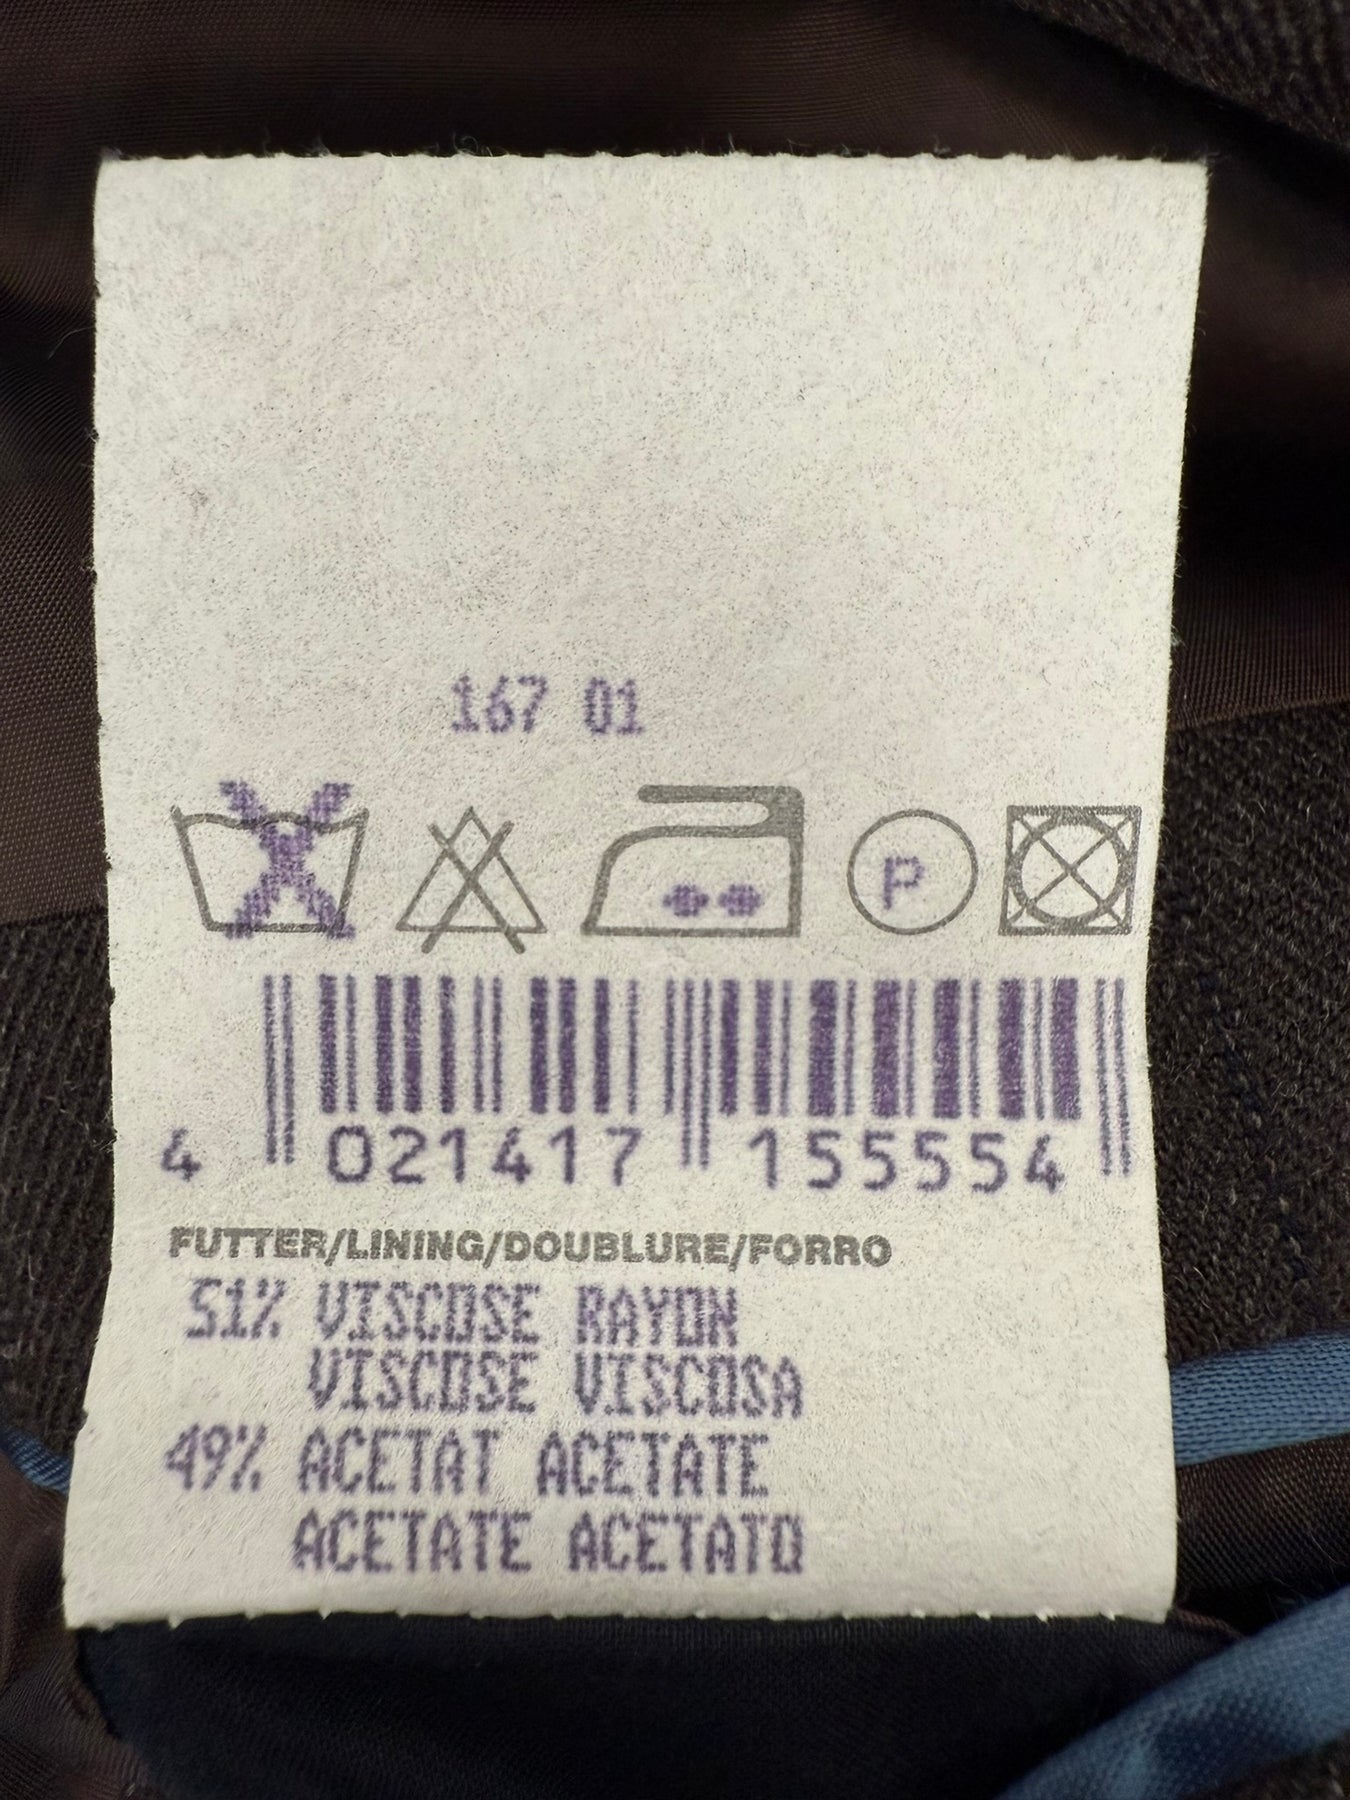 167 01
P
4 021417 155554
FUTTER/LINING/DOUBLURE/FORRO
51% VISCOSE RAYON
VISCOSE VISCOSA
49% ACETAT ACETATE
ACETATE ACETATO